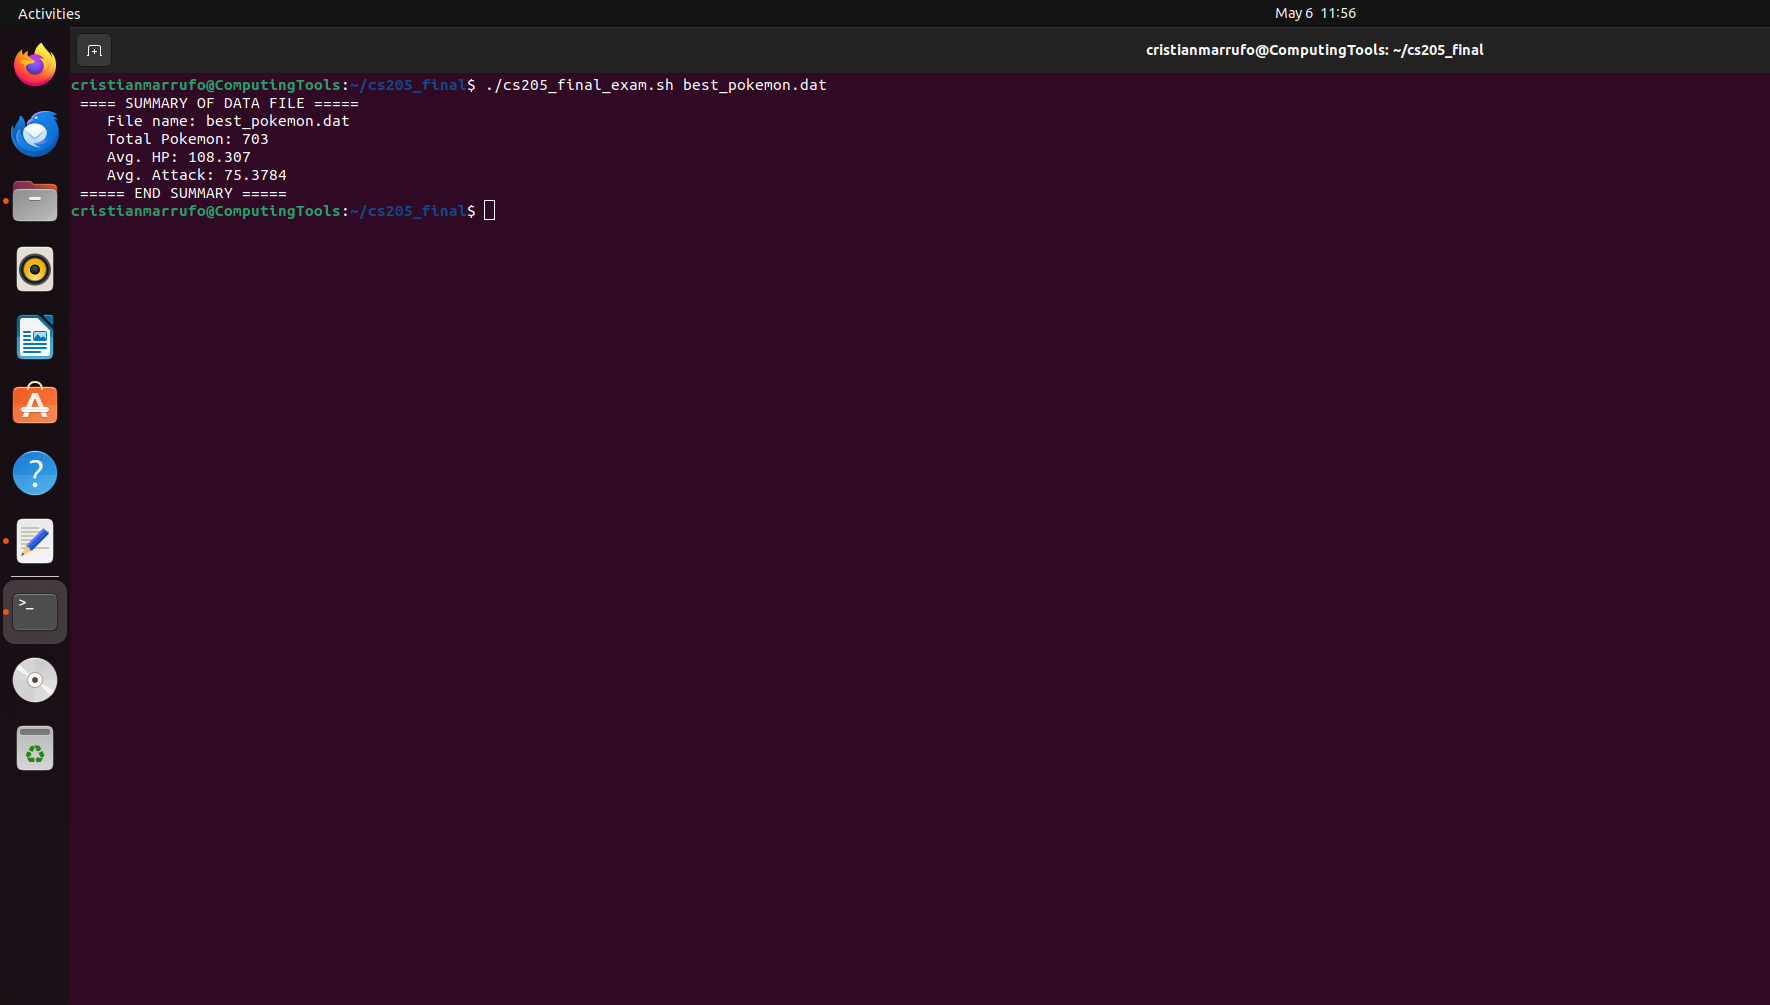 Activities
May 6 11:56
cristianmarrufo@ComputingTools: ~/cs205_final
cristianmarrufo@ComputingTools:~/cs205_final$ ./cs205_final_exam.sh best_pokemon.dat
==== SUMMARY OF DATA FILE =====
File name: best_pokemon.dat
Total Pokemon: 703
Avg. HP: 108.307
Avg. Attack: 75.3784
===== END SUMMARY =====
cristianmarrufo@ComputingTools:~/cs205_final$